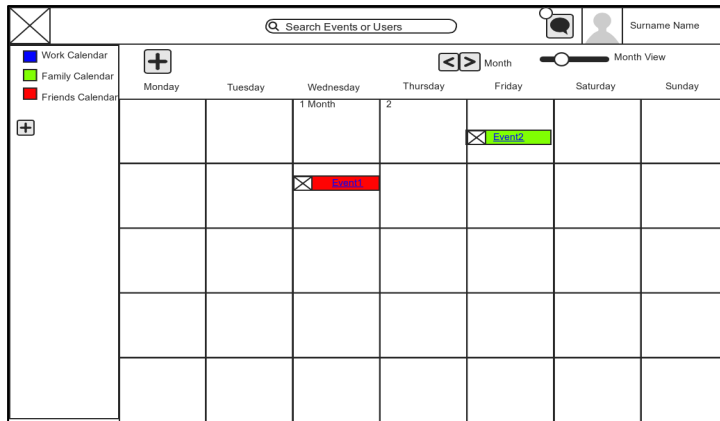 Search Events or Users
Surname Name
Work Calendar
Family Calendar
Friends Calendar
Month
Month View
Monday
Tuesday
Wednesday
Thursday
Friday
Saturday
Sunday
1 Month
2
Event2
Event1